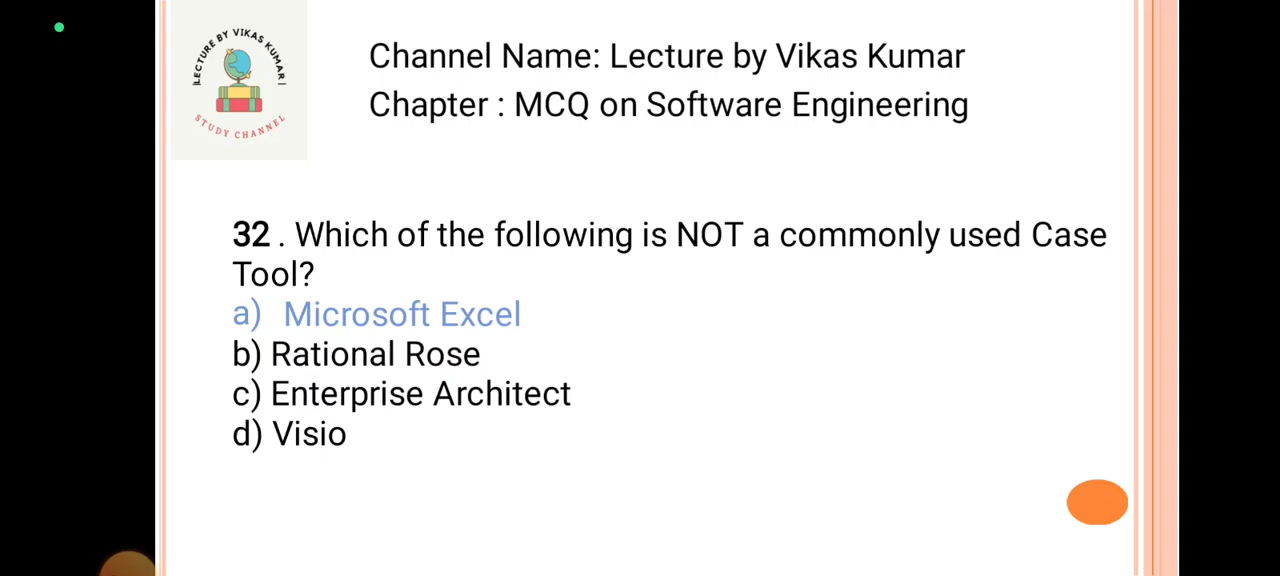 LECTURE BY VIKAS KUMAR
STUDY CHANNEL
Channel Name: Lecture by Vikas Kumar
Chapter : MCQ on Software Engineering
32 . Which of the following is NOT a commonly used Case
Tool?
a) Microsoft Excel
b) Rational Rose
c) Enterprise Architect
d) Visio